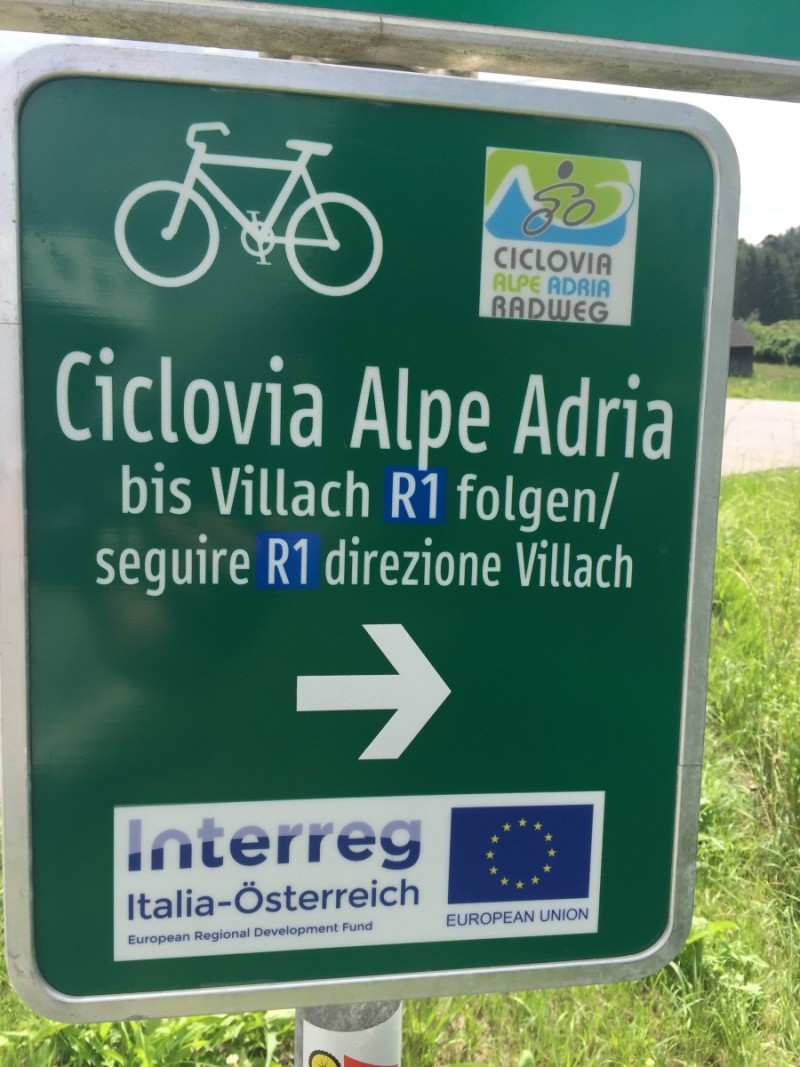 CICLOVIA
ALPE ADRIA
RADWEG
Ciclovia Alpe Adria
bis Villach R1 folgen/
seguire R1 direzione Villach
Interreg
Italia-Österreich
European Regional Development Fund
EUROPEAN UNION